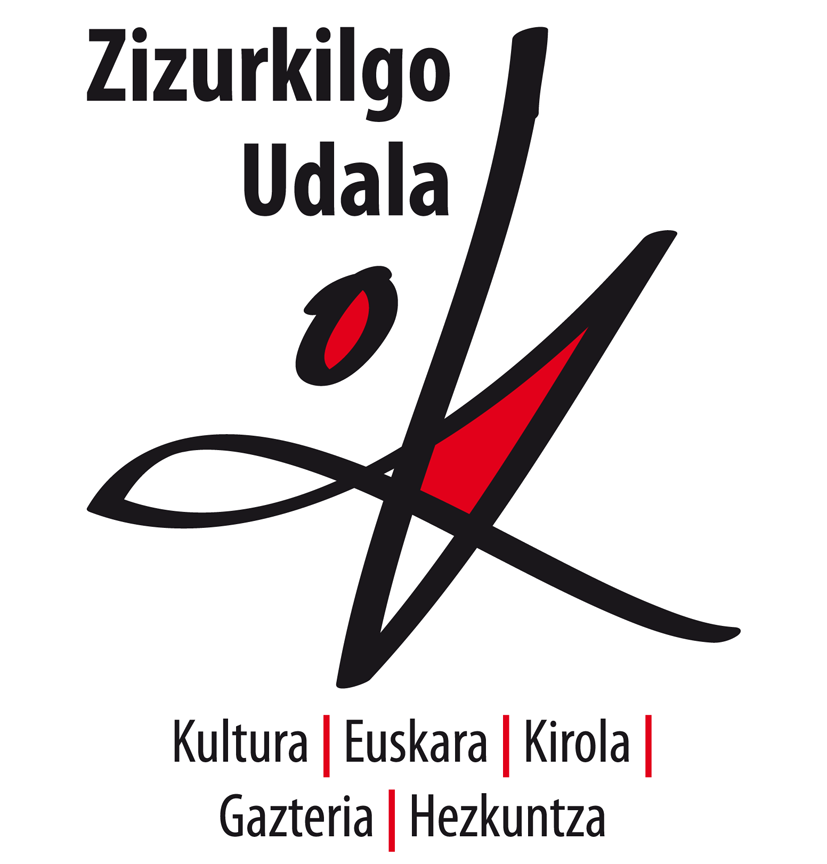 Zizurkilgo
Udala
Kultura | Euskara | Kirola |
Gazteria | Hezkuntza